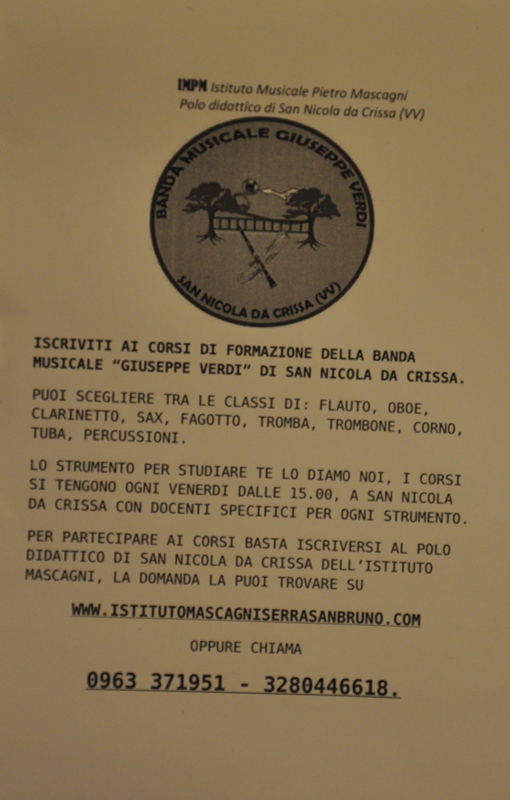 IMPM Istituto Musicale Pietro Mascagni
Polo didattico di San Nicola da Crissa (VV)
BANDA MUSICALE GIUSEPPE VERDI
SAN NICOLA DA CRISSA (VV)
ISCRIVITI AI CORSI DI FORMAZIONE DELLA BANDA
MUSICALE “GIUSEPPE VERDI” DI SAN NICOLA DA CRISSA.
PUOI SCEGLIERE TRA LE CLASSI DI: FLAUTO, OBOE,
CLARINETTO, SAX, FAGOTTO, TROMBA, TROMBONE, CORNO,
TUBA, PERCUSSIONI.
LO STRUMENTO PER STUDIARE TE LO DIAMO NOI, I CORSI
SI TENGONO OGNI VENERDI DALLE 15.00, A SAN NICOLA
DA CRISSA CON DOCENTI SPECIFICI PER OGNI STRUMENTO.
PER PARTECIPARE AI CORSI BASTA ISCRIVERSI AL POLO
DIDATTICO DI SAN NICOLA DA CRISSA DELL’ISTITUTO
MASCAGNI, LA DOMANDA LA PUOI TROVARE SU
WWW.ISTITUTOMASCAGNISERRASANBRUNO.COM
OPPURE CHIAMA
0963 371951 - 3280446618.